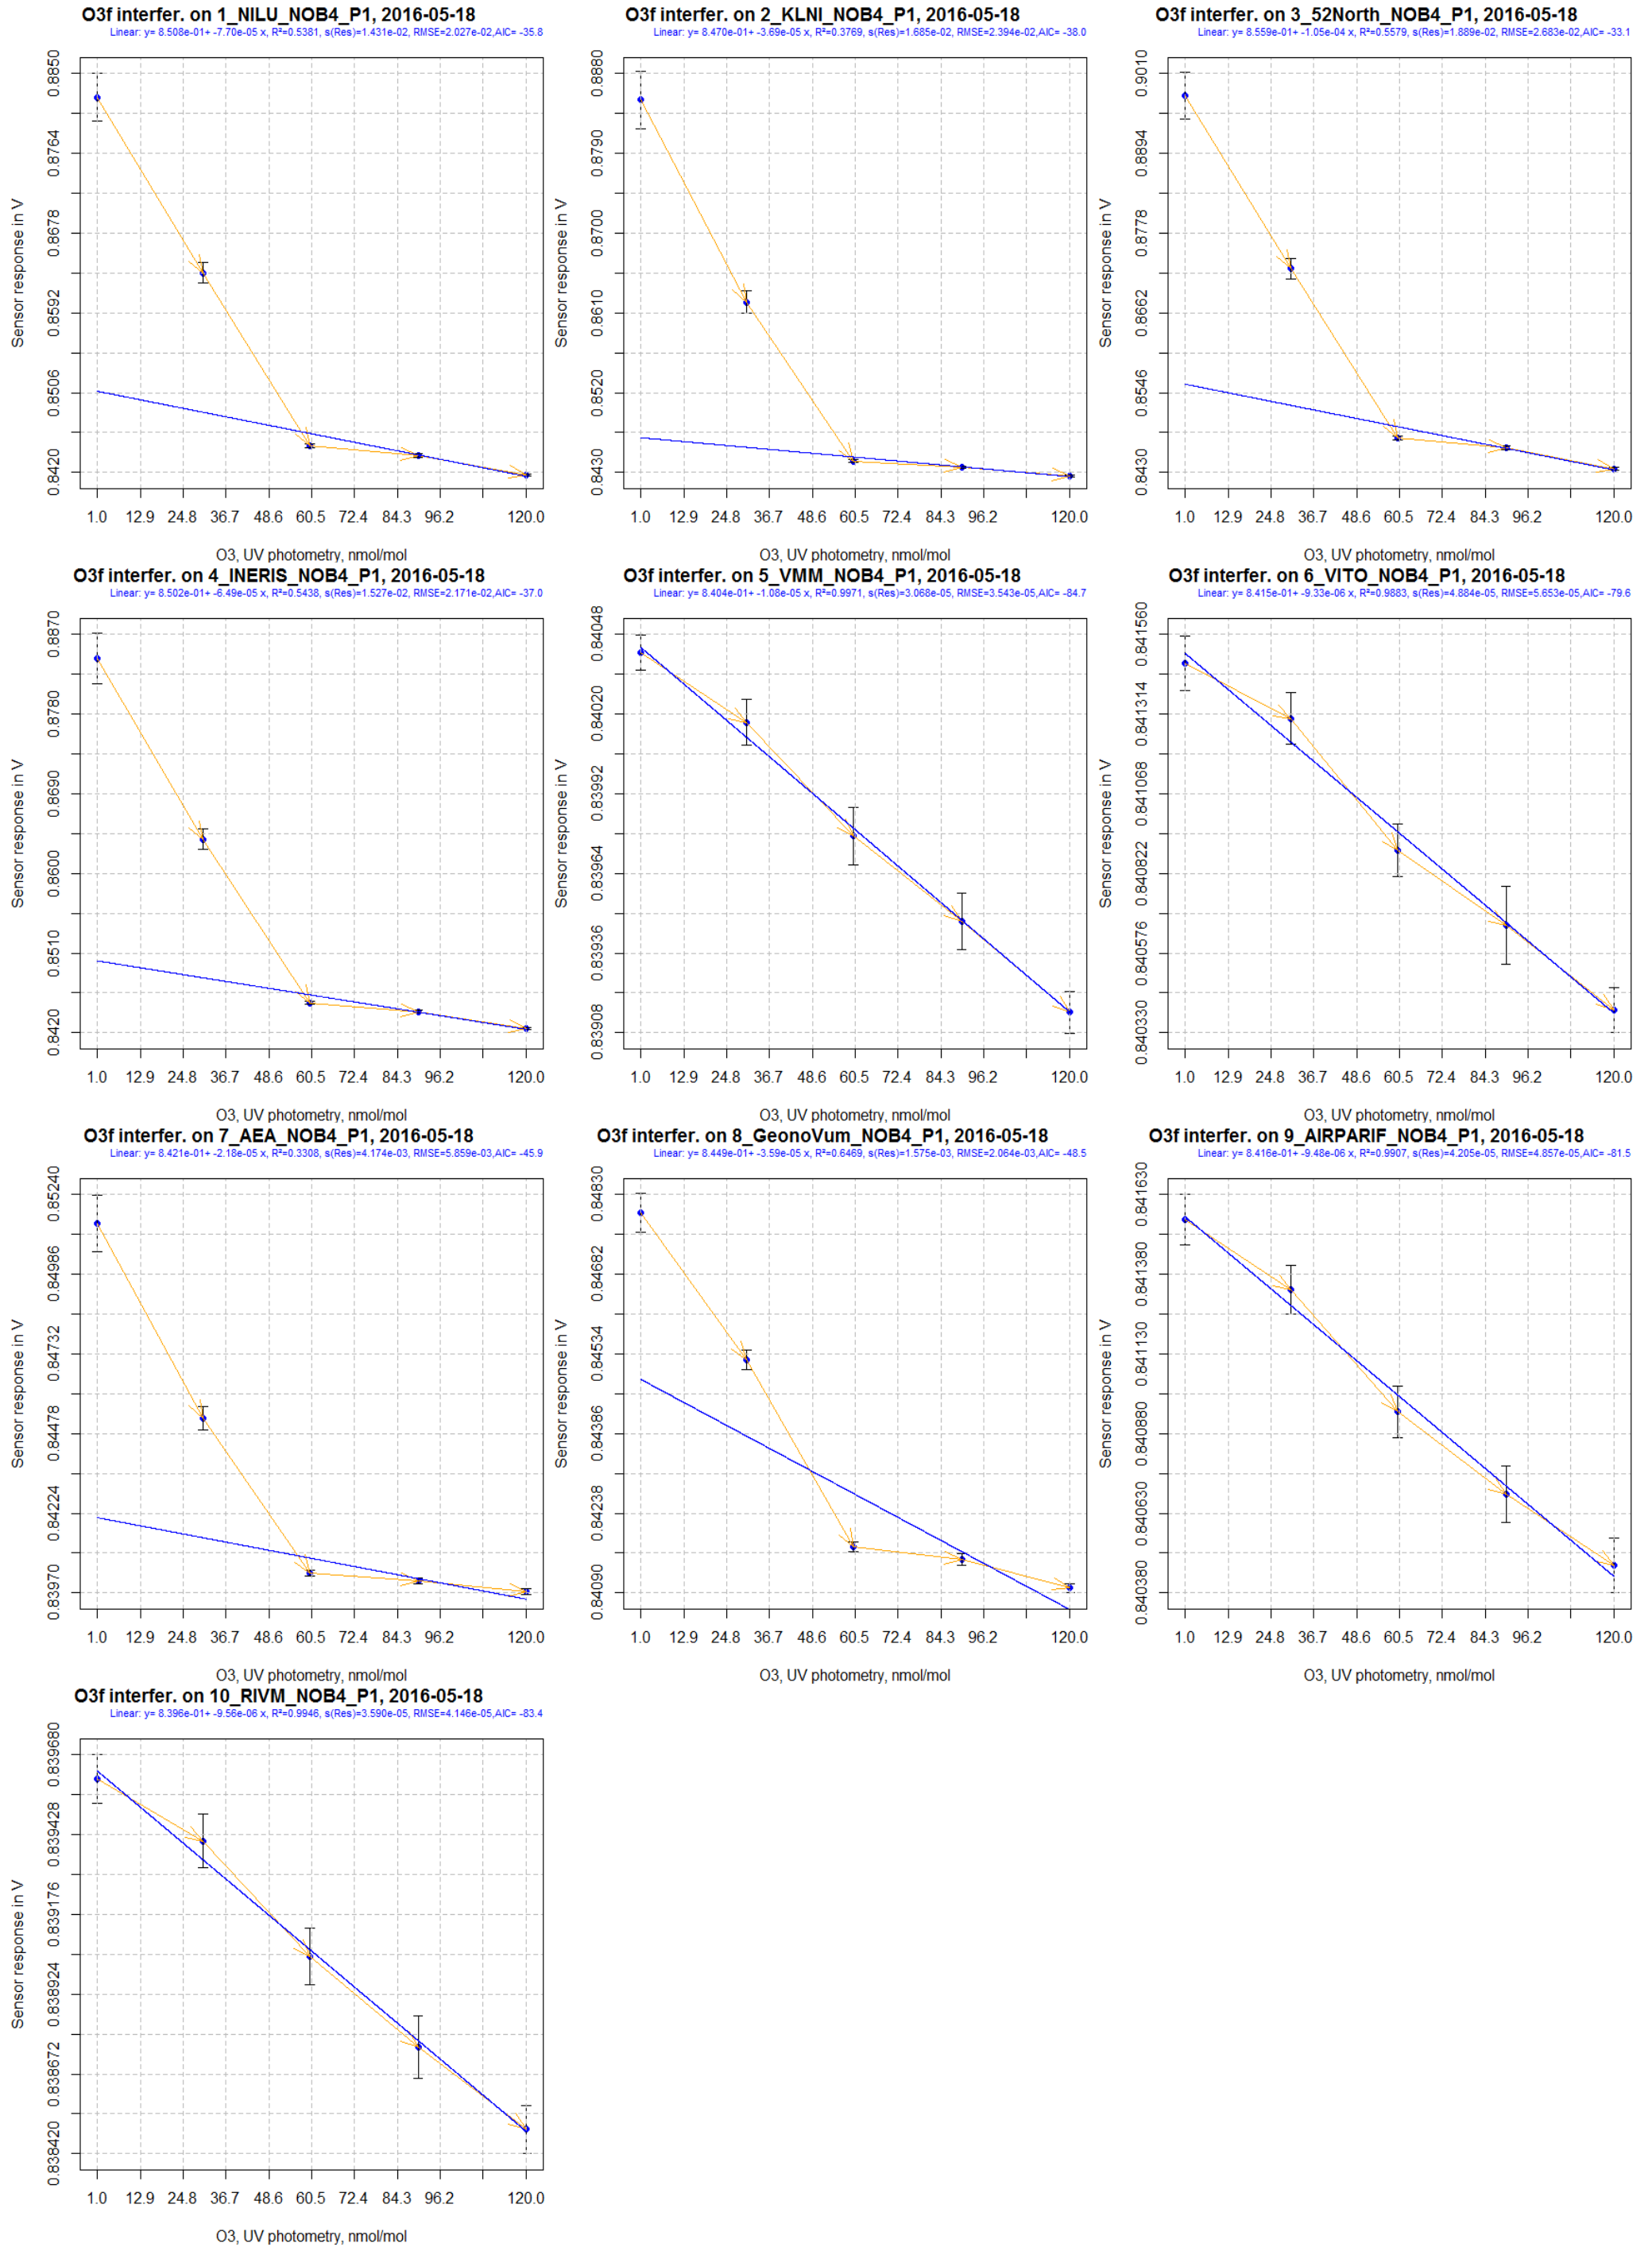 O3f interfer. on 1_NILU_NOB4_P1, 2016-05-18
Linear: y= 8.508e-01+ -7.70e-05 x, R²=0.5381, s(Res)=1.431e-02, RMSE=2.027e-02,AIC= -35.8
Sensor response in V
0.8850
0.8764
0.8678
0.8592
0.8506
0.8420
1.0 12.9 24.8 36.7 48.6 60.5 72.4 84.3 96.2 120.0
O3, UV photometry, nmol/mol
O3f interfer. on 2_KLNI_NOB4_P1, 2016-05-18
Linear: y= 8.470e-01+ -3.69e-05 x, R²=0.3769, s(Res)=1.685e-02, RMSE=2.394e-02,AIC= -38.0
Sensor response in V
0.8880
0.8790
0.8700
0.8610
0.8520
0.8430
1.0 12.9 24.8 36.7 48.6 60.5 72.4 84.3 96.2 120.0
O3, UV photometry, nmol/mol
O3f interfer. on 3_52North_NOB4_P1, 2016-05-18
Linear: y= 8.559e-01+ -1.05e-04 x, R²=0.5579, s(Res)=1.889e-02, RMSE=2.683e-02,AIC= -33.1
Sensor response in V
0.9010
0.8894
0.8778
0.8662
0.8546
0.8430
1.0 12.9 24.8 36.7 48.6 60.5 72.4 84.3 96.2 120.0
O3, UV photometry, nmol/mol
O3f interfer. on 4_INERIS_NOB4_P1, 2016-05-18
Linear: y= 8.502e-01+ -6.49e-05 x, R²=0.5438, s(Res)=1.527e-02, RMSE=2.171e-02,AIC= -37.0
Sensor response in V
0.8870
0.8780
0.8690
0.8600
0.8510
0.8420
1.0 12.9 24.8 36.7 48.6 60.5 72.4 84.3 96.2 120.0
O3, UV photometry, nmol/mol
O3f interfer. on 5_VMM_NOB4_P1, 2016-05-18
Linear: y= 8.404e-01+ -1.08e-05 x, R²=0.9971, s(Res)=3.068e-05, RMSE=3.543e-05,AIC= -84.7
Sensor response in V
0.84048
0.84020
0.83992
0.83964
0.83936
0.83908
1.0 12.9 24.8 36.7 48.6 60.5 72.4 84.3 96.2 120.0
O3, UV photometry, nmol/mol
O3f interfer. on 6_VITO_NOB4_P1, 2016-05-18
Linear: y= 8.415e-01+ -9.33e-06 x, R²=0.9883, s(Res)=4.884e-05, RMSE=5.653e-05,AIC= -79.6
Sensor response in V
0.841560
0.841314
0.841068
0.840822
0.840576
0.840330
1.0 12.9 24.8 36.7 48.6 60.5 72.4 84.3 96.2 120.0
O3, UV photometry, nmol/mol
O3f interfer. on 7_AEA_NOB4_P1, 2016-05-18
Linear: y= 8.421e-01+ -2.18e-05 x, R²=0.3308, s(Res)=4.174e-03, RMSE=5.859e-03,AIC= -45.9
Sensor response in V
0.85240
0.84986
0.84732
0.84478
0.84224
0.83970
1.0 12.9 24.8 36.7 48.6 60.5 72.4 84.3 96.2 120.0
O3, UV photometry, nmol/mol
O3f interfer. on 8_GeonoVum_NOB4_P1, 2016-05-18
Linear: y= 8.449e-01+ -3.59e-05 x, R²=0.6469, s(Res)=1.575e-03, RMSE=2.064e-03,AIC= -48.5
Sensor response in V
0.84830
0.84682
0.84534
0.84386
0.84238
0.84090
1.0 12.9 24.8 36.7 48.6 60.5 72.4 84.3 96.2 120.0
O3, UV photometry, nmol/mol
O3f interfer. on 9_AIRPARIF_NOB4_P1, 2016-05-18
Linear: y= 8.416e-01+ -9.48e-06 x, R²=0.9907, s(Res)=4.205e-05, RMSE=4.857e-05,AIC= -81.5
Sensor response in V
0.841630
0.841380
0.841130
0.840880
0.840630
0.840380
1.0 12.9 24.8 36.7 48.6 60.5 72.4 84.3 96.2 120.0
O3, UV photometry, nmol/mol
O3f interfer. on 10_RIVM_NOB4_P1, 2016-05-18
Linear: y= 8.396e-01+ -9.56e-06 x, R²=0.9946, s(Res)=3.590e-05, RMSE=4.146e-05,AIC= -83.4
Sensor response in V
0.839680
0.839428
0.839176
0.838924
0.838672
0.838420
1.0 12.9 24.8 36.7 48.6 60.5 72.4 84.3 96.2 120.0
O3, UV photometry, nmol/mol